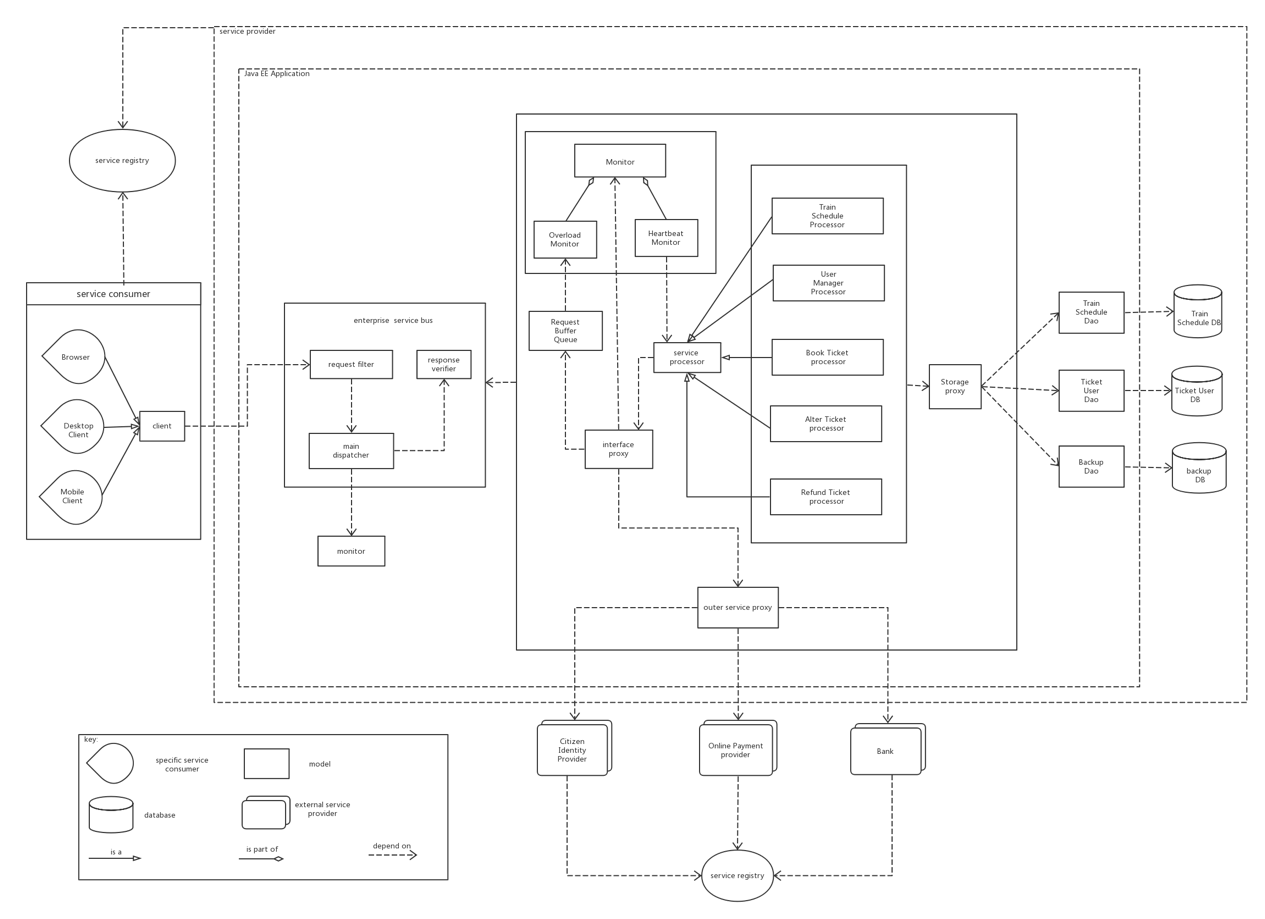 service provider
Java EE Application
service registry
service consumer
Browser
Desktop
Client
Mobile
Client
client
enterprise service bus
request filter
response
verifier
main
dispatcher
monitor
Monitor
Overload
Monitor
Heartbeat
Monitor
Request
Buffer
Queue
service
processor
interface
proxy
Train
Schedule
Processor
User
Manager
Processor
Book Ticket
processor
Alter Ticket
processor
Refund Ticket
processor
outer service proxy
Storage
proxy
Train
Schedule
Dao
Ticket
User
Dao
Backup
Dao
Train
Schedule DB
Ticket User
DB
backup
DB
Citizen
Identity
Provider
Online Payment
provider
Bank
service registry
key:
specific service
consumer
model
database
external service
provider
is a
is part of
depend on